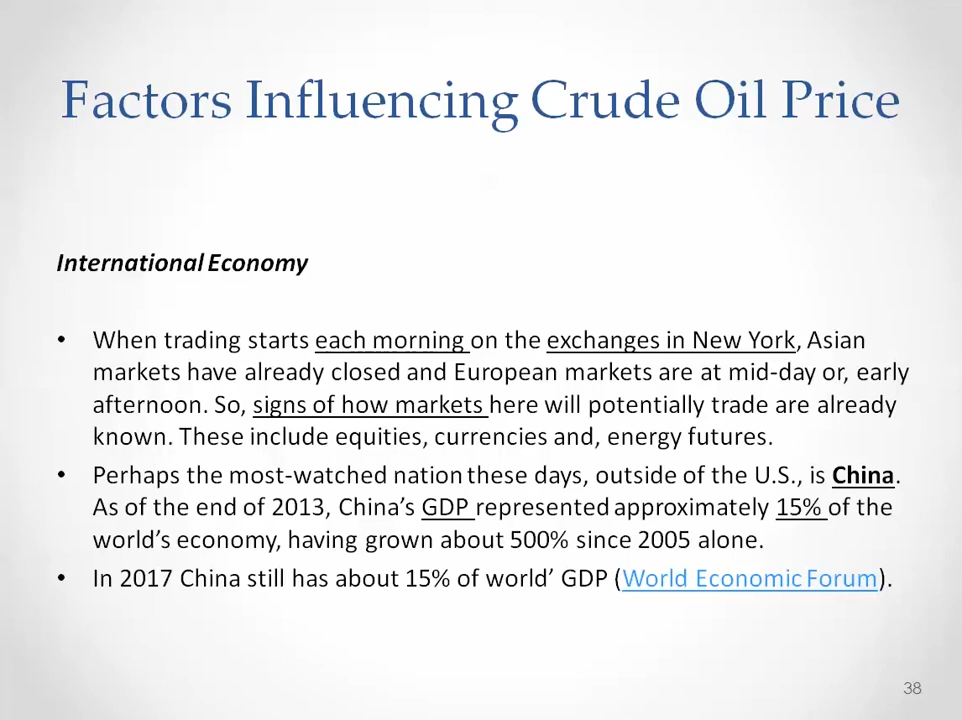 Factors Influencing Crude Oil Price
International Economy
• When trading starts each morning on the exchanges in New York, Asian
markets have already closed and European markets are at mid-day or, early
afternoon. So, signs of how markets here will potentially trade are already
known. These include equities, currencies and, energy futures.
• Perhaps the most-watched nation these days, outside of the U.S., is China.
As of the end of 2013, China’s GDP represented approximately 15% of the
world’s economy, having grown about 500% since 2005 alone.
• In 2017 China still has about 15% of world’ GDP (World Economic Forum).
38